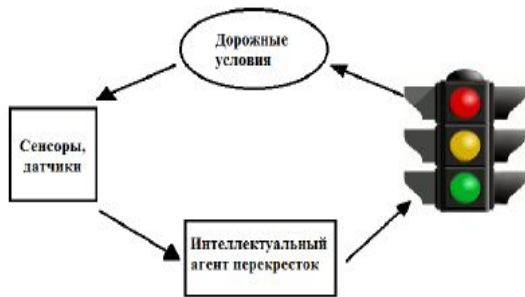 Дорожные
условия
Сенсоры,
датчики
Интеллектуальный
агент перекресток